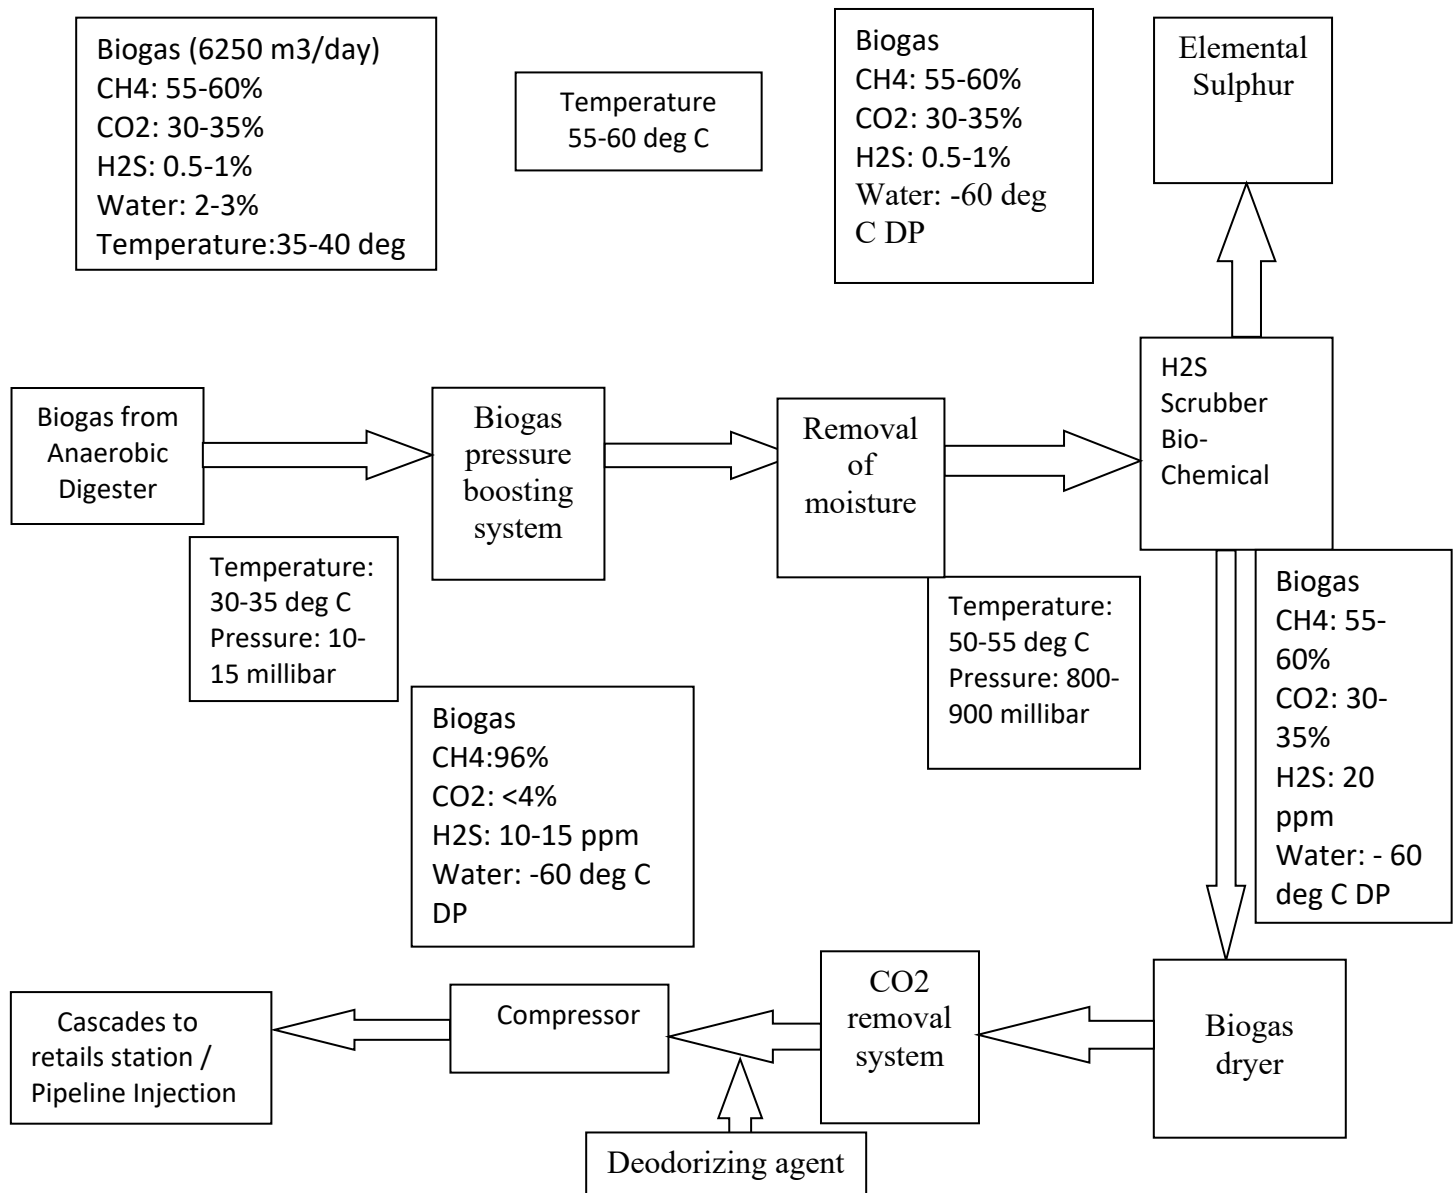 Biogas (6250 m3/day)
CH4: 55-60%
CO2: 30-35%
H2S: 0.5-1%
Water: 2-3%
Temperature:35-40 deg
Temperature
55-60 deg C
Biogas
CH4: 55-60%
CO2: 30-35%
H2S: 0.5-1%
Water: -60 deg
C DP
Elemental
Sulphur
Biogas from
Anaerobic
Digester
Biogas
pressure
boosting
system
Removal
of
moisture
H2S
Scrubber
Bio-
Chemical
Temperature:
30-35 deg C
Pressure: 10-
15 millibar
Temperature:
50-55 deg C
Pressure: 800-
900 millibar
Biogas
CH4: 55-
60%
CO2: 30-
35%
H2S: 20
ppm
Water: - 60
deg C DP
Biogas
CH4:96%
CO2: <4%
H2S: 10-15 ppm
Water: -60 deg C
DP
Cascades to
retails station /
Pipeline Injection
Compressor
CO2
removal
system
Biogas
dryer
Deodorizing agent